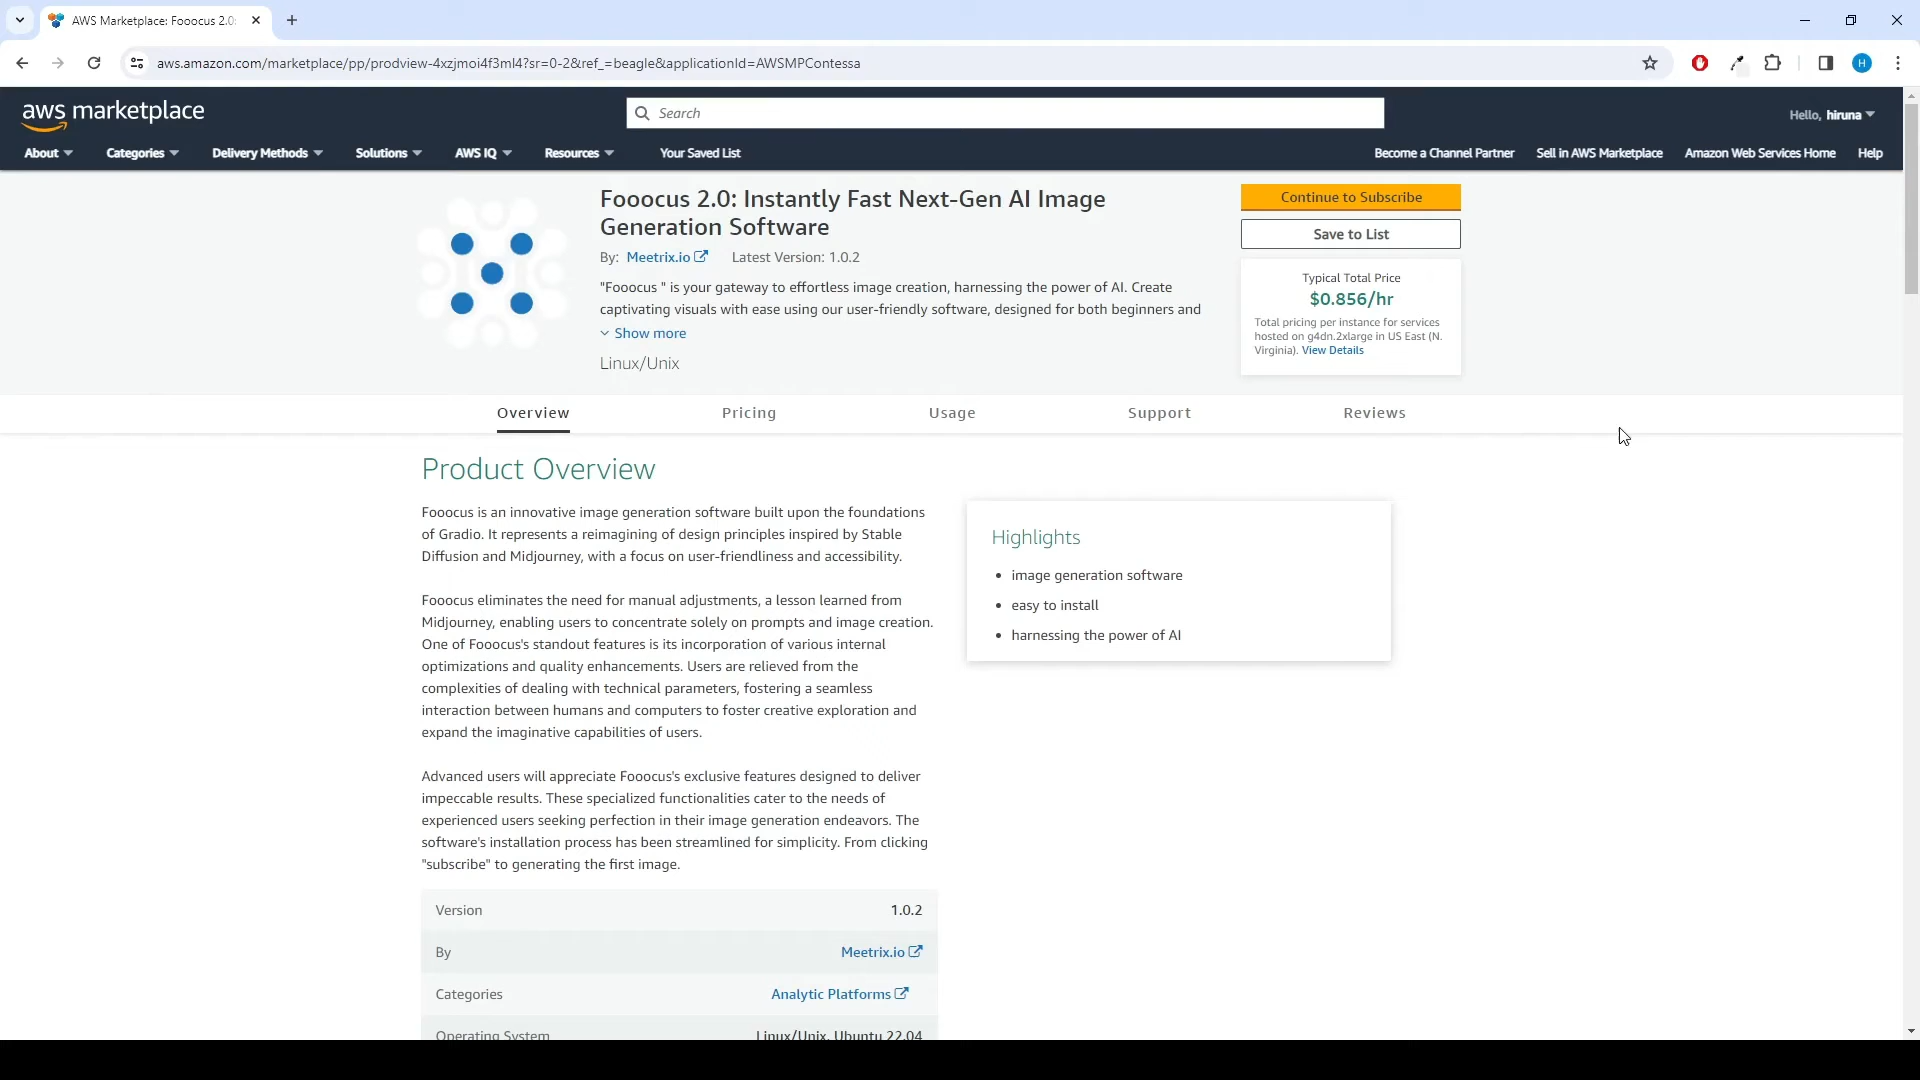 AWS Marketplace: Fooocus 2.0:
aws.amazon.com/marketplace/pp/prodview-4xzjmoi4f3ml4?sr=0-2&ref_=beagle&applicationId=AWSMPContessa
H
aws marketplace
Search
Hello, hiruna
About
Categories
Delivery Methods
Solutions
AWS IQ
Resources
Your Saved List
Become a Channel Partner
Sell in AWS Marketplace
Amazon Web Services Home
Help
Fooocus 2.0: Instantly Fast Next-Gen AI Image
Generation Software
By: Meetrix.io
Latest Version: 1.0.2
"Fooocus " is your gateway to effortless image creation, harnessing the power of AI. Create
captivating visuals with ease using our user-friendly software, designed for both beginners and
Show more
Linux/Unix
Continue to Subscribe
Save to List
Typical Total Price
$0.856/hr
Total pricing per instance for services
hosted on g4dn.2xlarge in US East (N.
Virginia). View Details
Overview
Pricing
Usage
Support
Reviews
Product Overview
Fooocus is an innovative image generation software built upon the foundations
of Gradio. It represents a reimagining of design principles inspired by Stable
Diffusion and Midjourney, with a focus on user-friendliness and accessibility.
Fooocus eliminates the need for manual adjustments, a lesson learned from
Midjourney, enabling users to concentrate solely on prompts and image creation.
One of Fooocus's standout features is its incorporation of various internal
optimizations and quality enhancements. Users are relieved from the
complexities of dealing with technical parameters, fostering a seamless
interaction between humans and computers to foster creative exploration and
expand the imaginative capabilities of users.
Advanced users will appreciate Fooocus's exclusive features designed to deliver
impeccable results. These specialized functionalities cater to the needs of
experienced users seeking perfection in their image generation endeavors. The
software's installation process has been streamlined for simplicity. From clicking
"subscribe" to generating the first image.
Highlights
• image generation software
• easy to install
• harnessing the power of AI
Version 1.0.2
By Meetrix.io
Categories Analytic Platforms
Operating System Linux/Unix, Ubuntu 22.04